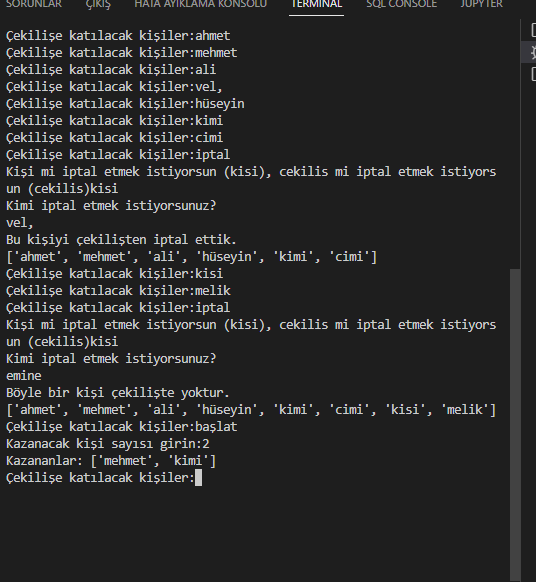 SORUNLAR ÇIKIŞ HATA AYIKLAMA KONSOLU TERMİNAL SQL CONSOLE JUPYTER
Çekilişe katılacak kişiler:ahmet
Çekilişe katılacak kişiler:mehmet
Çekilişe katılacak kişiler:ali
Çekilişe katılacak kişiler:vel,
Çekilişe katılacak kişiler:hüseyin
Çekilişe katılacak kişiler:kimi
Çekilişe katılacak kişiler:cimi
Çekilişe katılacak kişiler:iptal
Kişi mi iptal etmek istiyorsun (kisi), cekilis mi iptal etmek istiyors
un (cekilis)kisi
Kimi iptal etmek istiyorsunuz?
vel,
Bu kişiyi çekilişten iptal ettik.
['ahmet', 'mehmet', 'ali', 'hüseyin', 'kimi', 'cimi']
Çekilişe katılacak kişiler:kisi
Çekilişe katılacak kişiler:melik
Çekilişe katılacak kişiler:iptal
Kişi mi iptal etmek istiyorsun (kisi), cekilis mi iptal etmek istiyors
un (cekilis)kisi
Kimi iptal etmek istiyorsunuz?
emine
Böyle bir kişi çekilişte yoktur.
['ahmet', 'mehmet', 'ali', 'hüseyin', 'kimi', 'cimi', 'kisi', 'melik']
Çekilişe katılacak kişiler:başlat
Kazanacak kişi sayısı girin:2
Kazananlar: ['mehmet', 'kimi']
Çekilişe katılacak kişiler: